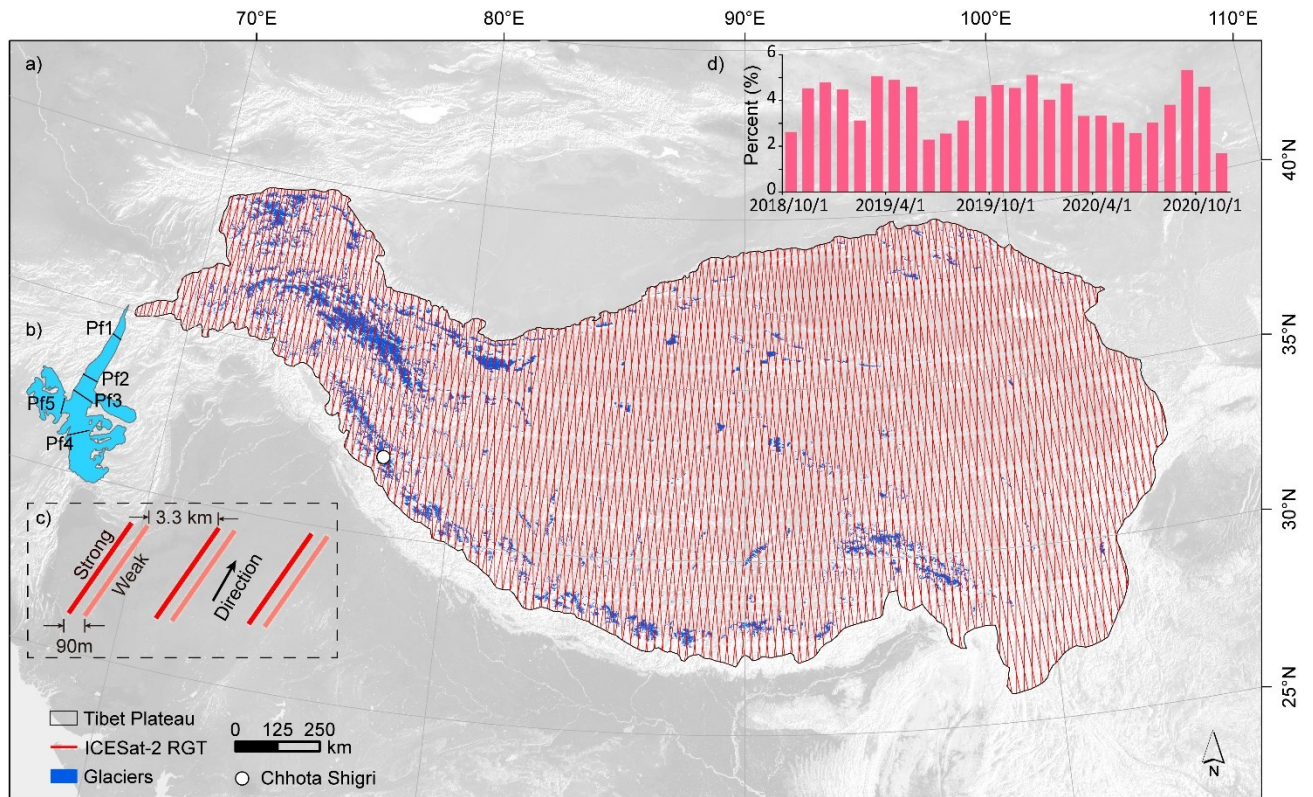 70°E
80°E
90°E
100°E
110°E
a)
d)
Percent (%)
6
4
2
0
2018/10/1
2019/4/1
2019/10/1
2020/4/1
2020/10/1
40°N
35°N
30°N
25°N
b)
Pf1
Pf2
Pf3
Pf5
Pf4
c)
3.3 km
Strong
Weak
Direction
90m
Tibet Plateau
ICESat-2 RGT
Glaciers
0 125 250
km
Chhota Shigri
N